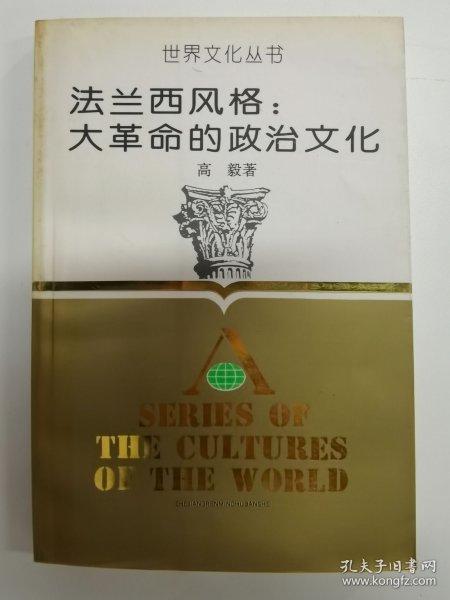 世界文化丛书
法兰西风格：
大革命的政治文化
高 毅著
A
SERIES OF
THE CULTURES
OF THE WORLD
ZHEJIANGRENMINCHUBANSHE
孔夫子旧书网
www.kongfz.com